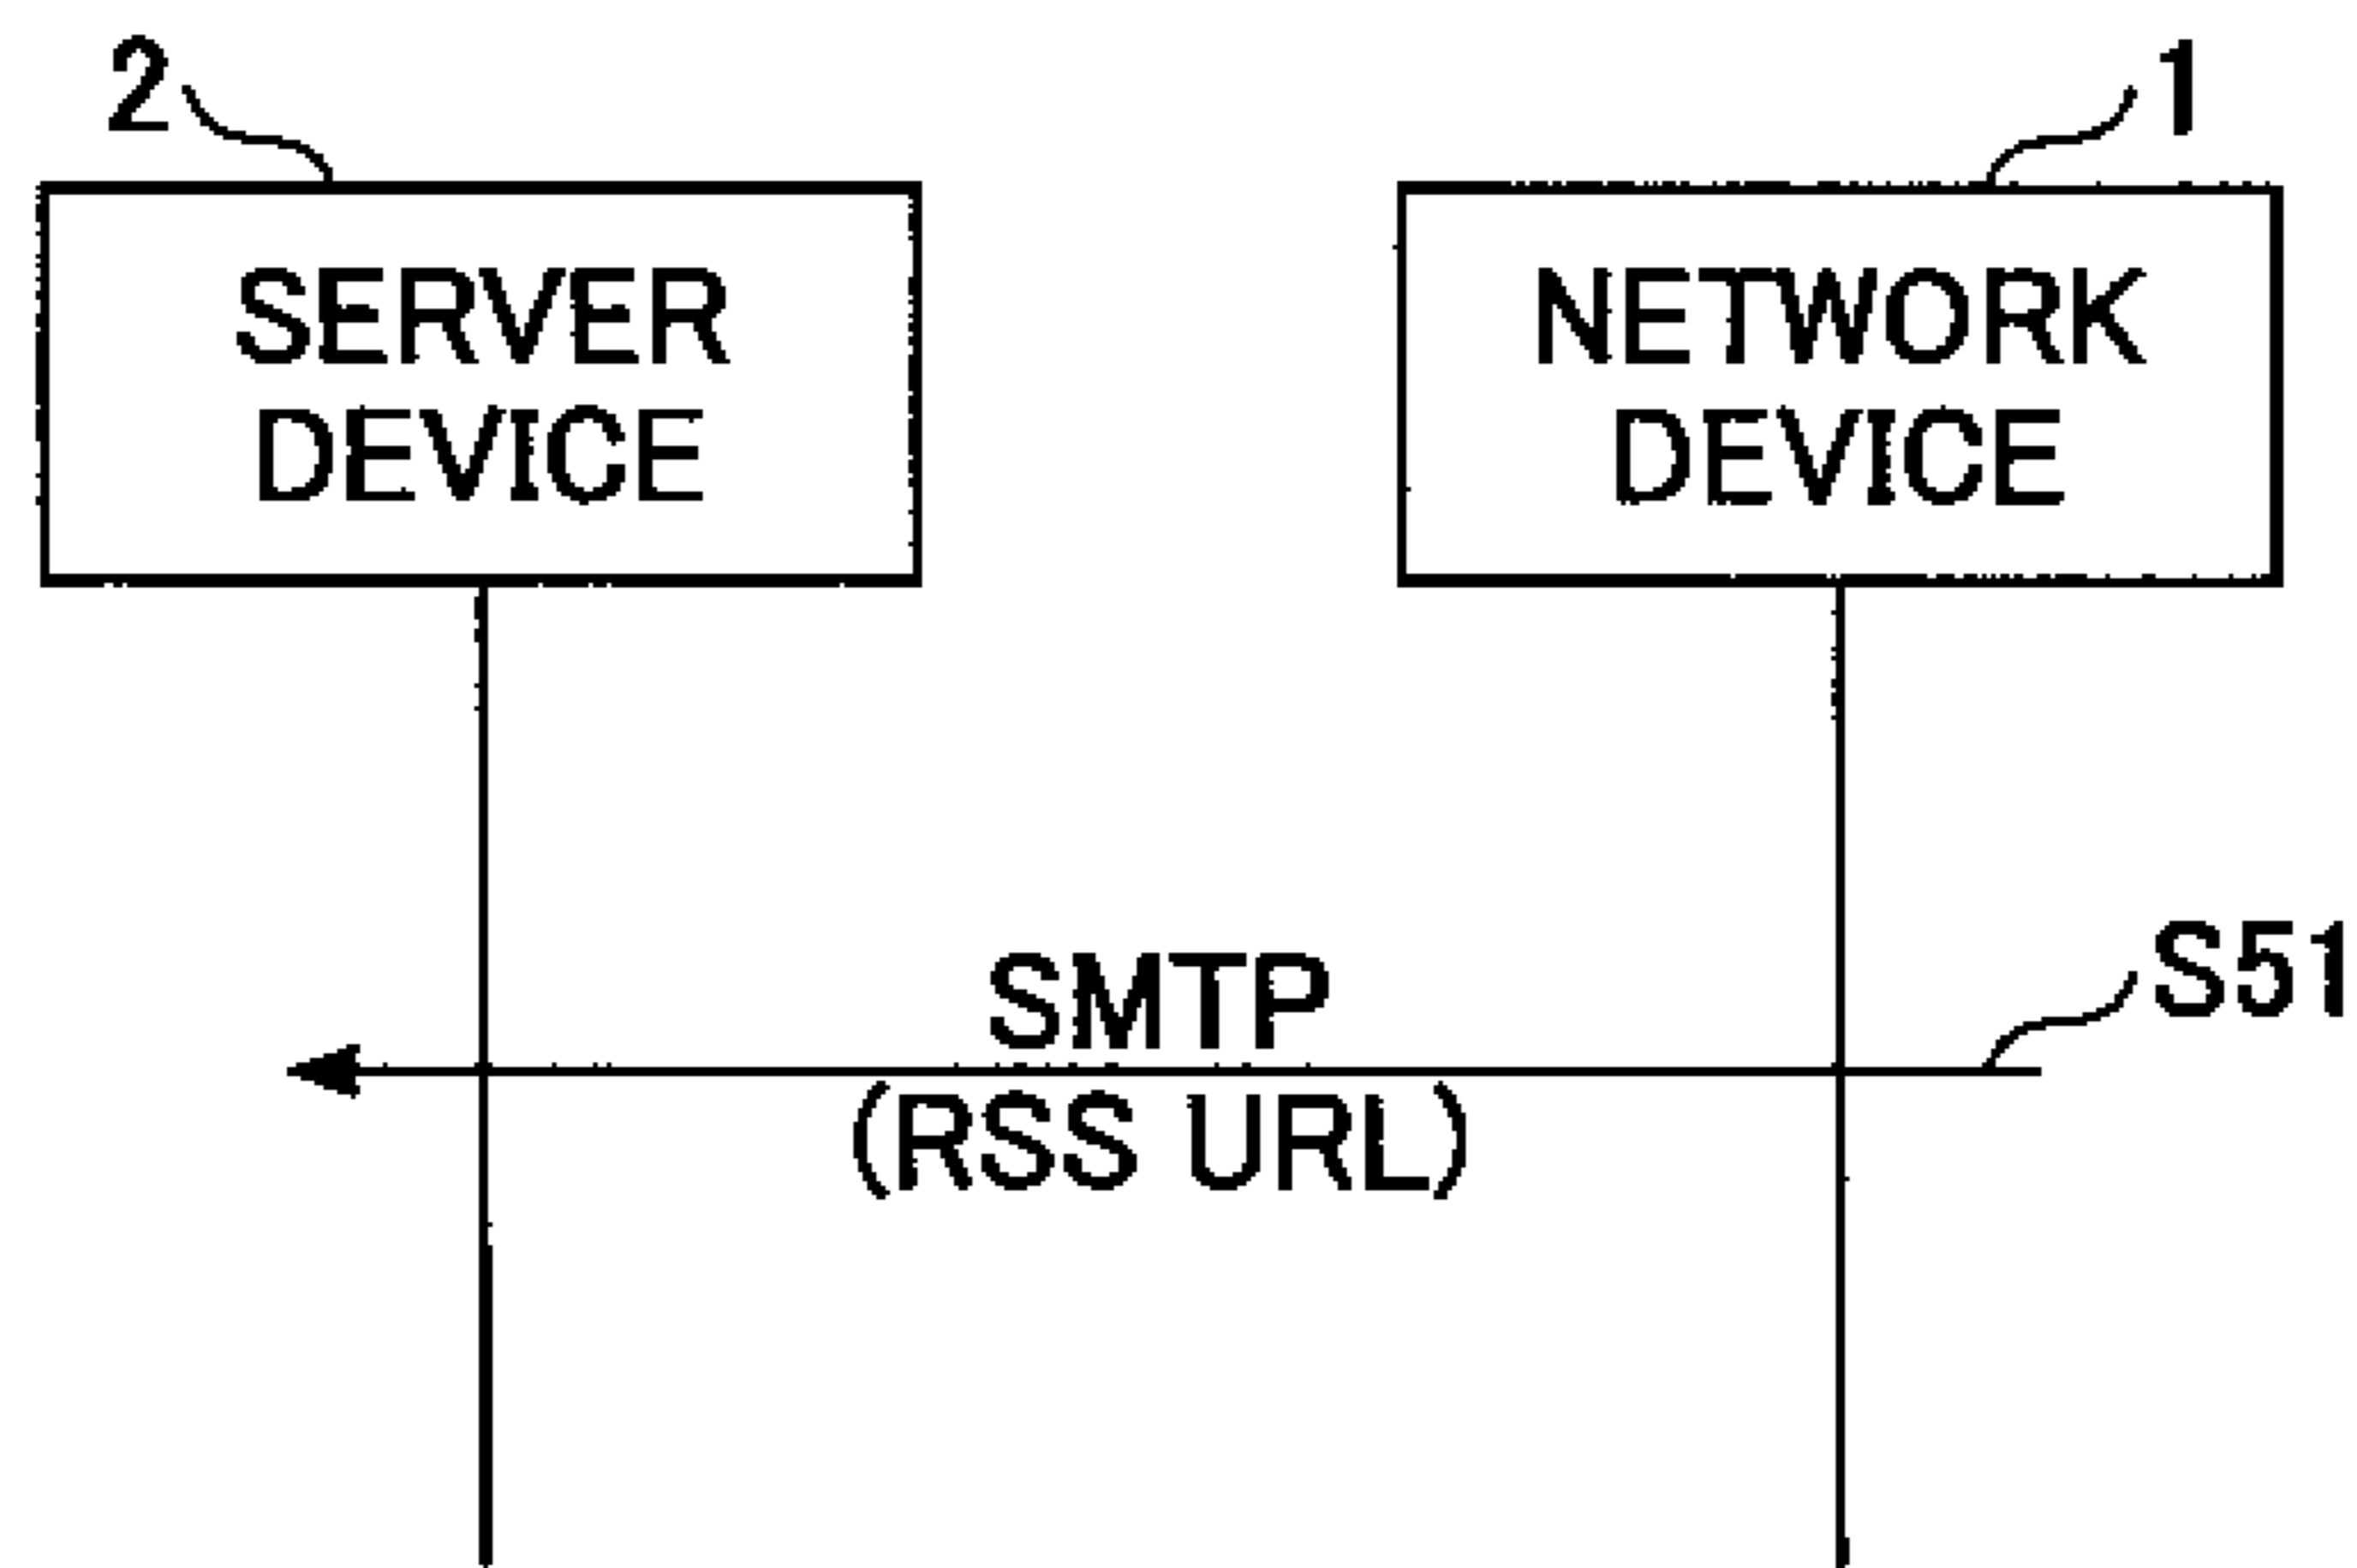 2
1
SERVER
DEVICE
NETWORK
DEVICE
S51
SMTP
(RSS URL)